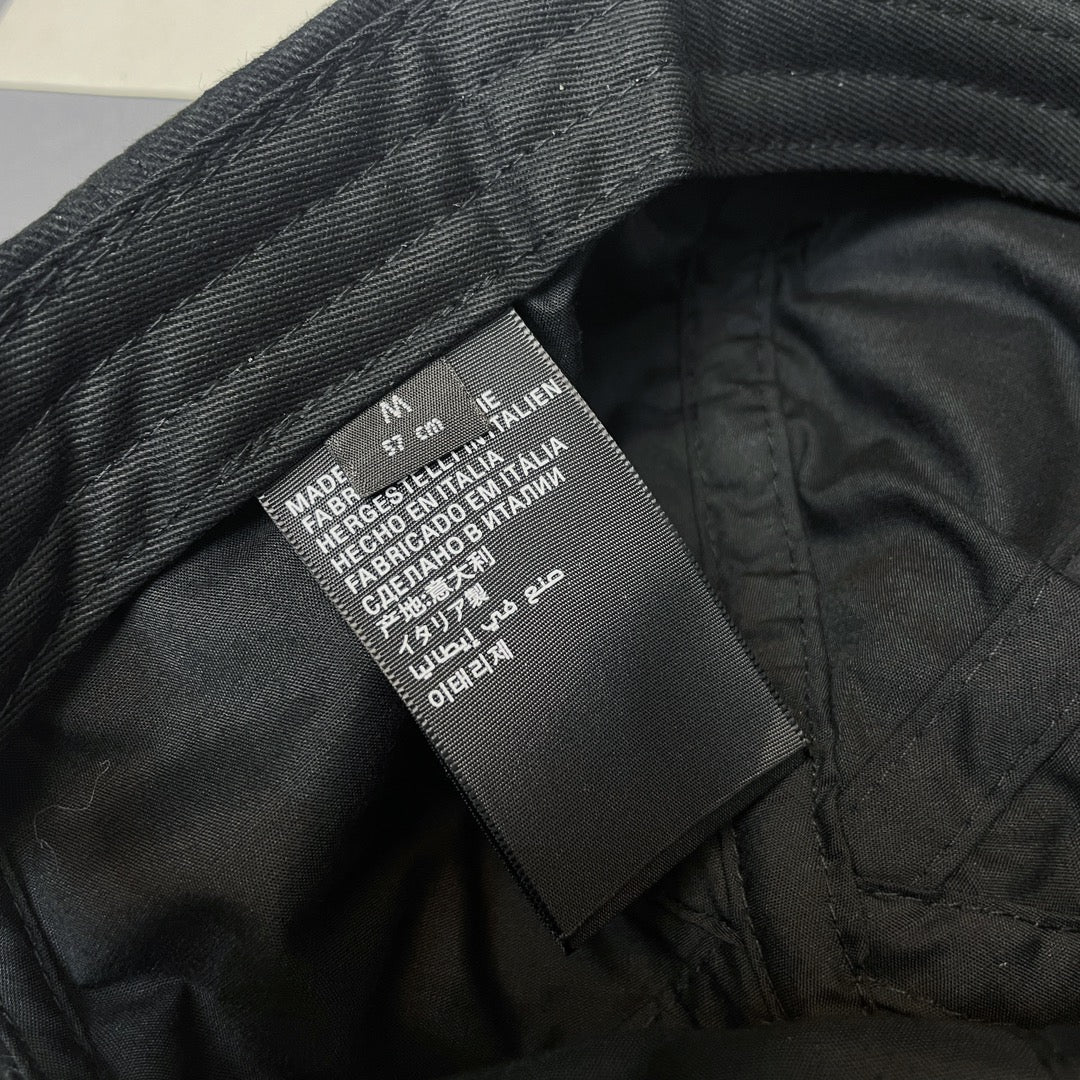 M
57 cm
MADE
FABR IE
HERGESTELLT IN ITALIEN
HECHO EN ITALIA
FABRICADO EM ITALIA
СДЕЛАНО В ИТАЛИИ
产地:意大利
イタリア製
صنع في إيطاليا
이태리제